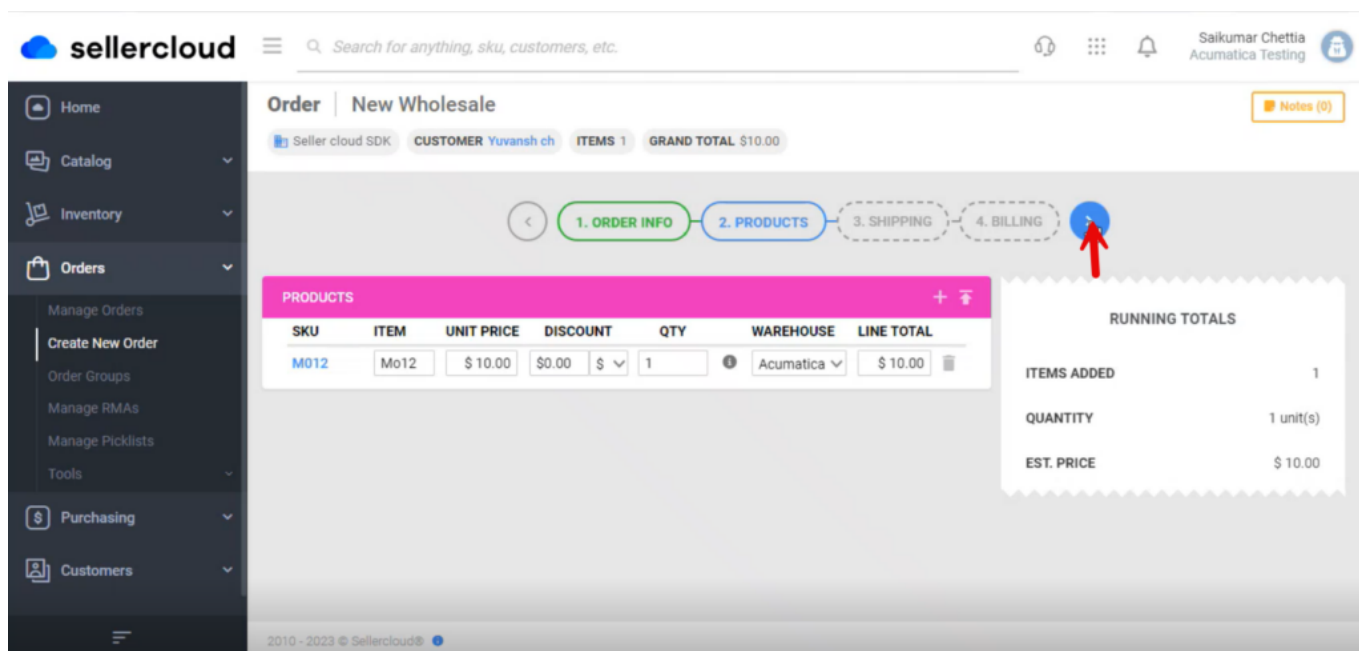 sellercloud
Search for anything, sku, customers, etc.
Saikumar Chettia
Acumatica Testing
Home
Catalog
Inventory
Orders
Manage Orders
Create New Order
Order Groups
Manage RMAs
Manage Picklists
Tools
Purchasing
Customers
Order | New Wholesale
Notes (0)
Seller cloud SDK CUSTOMER Yuvansh ch ITEMS 1 GRAND TOTAL $10.00
1. ORDER INFO 2. PRODUCTS 3. SHIPPING 4. BILLING
PRODUCTS
SKU ITEM UNIT PRICE DISCOUNT QTY WAREHOUSE LINE TOTAL
M012 Mo12 $ 10.00 $0.00 $ 1 Acumatica $ 10.00
RUNNING TOTALS
ITEMS ADDED 1
QUANTITY 1 unit(s)
EST. PRICE $ 10.00
2010 - 2023 © Sellercloud®